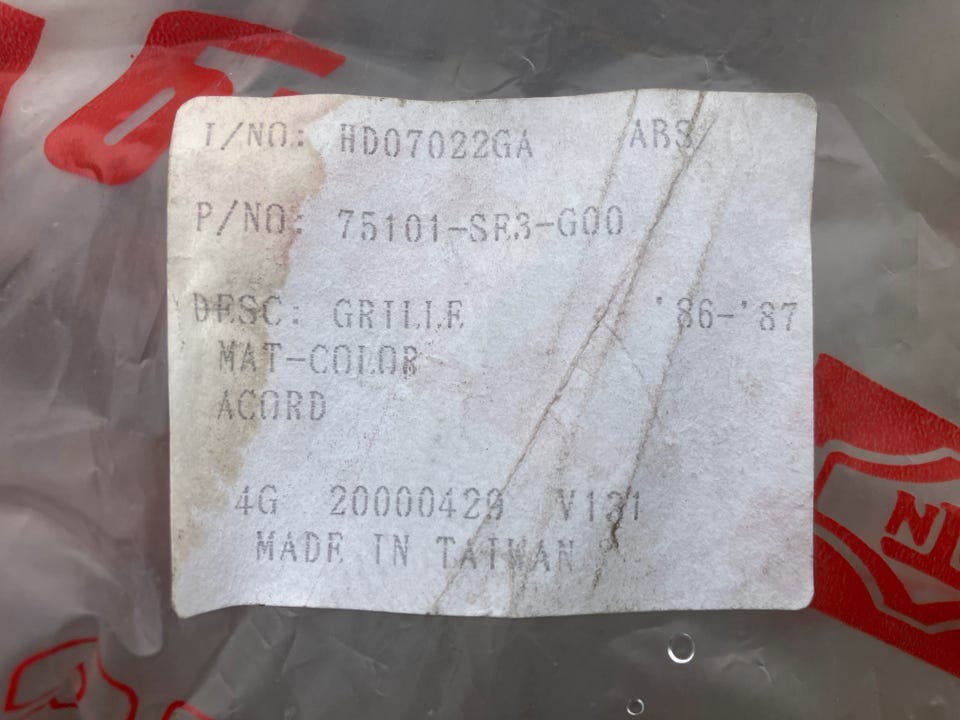 I/NO: HD07022GA ABS
P/NO: 75101-SE3-G00
DESC: GRILLE '86-'87
MAT-COLOR
ACORD
4G 20000429 V131
MADE IN TAIWAN